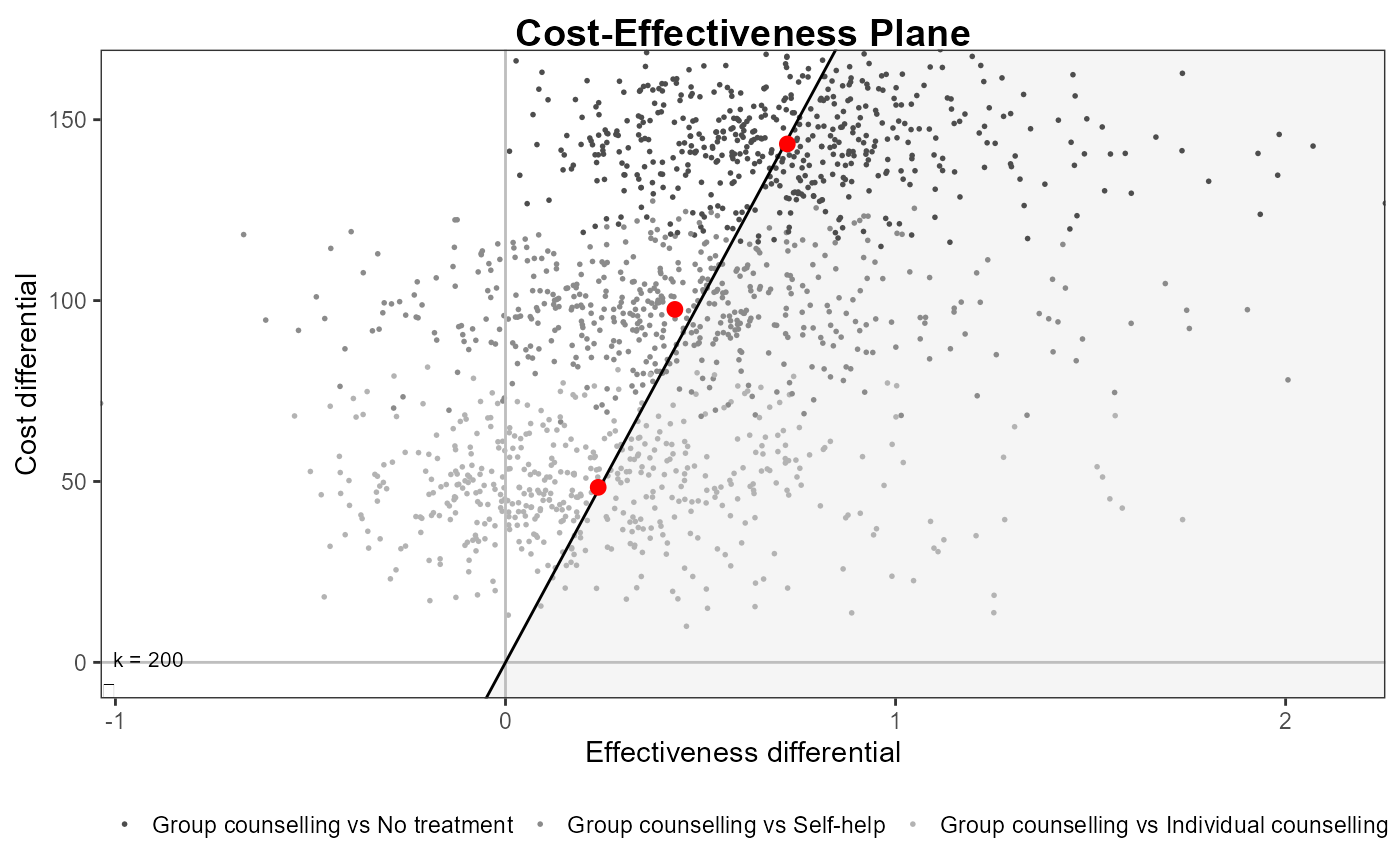 Cost-Effectiveness Plane
Cost differential
150
100
50
0
k = 200
-1
0
1
2
Effectiveness differential
Group counselling vs No treatment
Group counselling vs Self-help
Group counselling vs Individual counselling